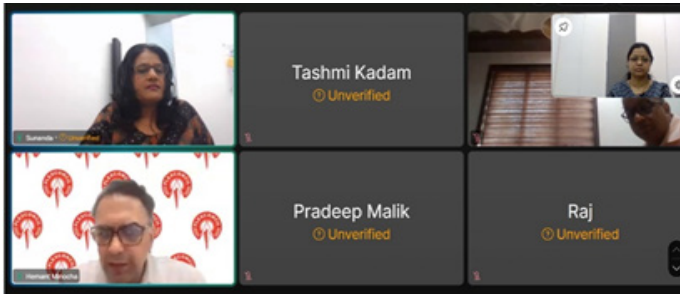 Tashmi Kadam
Unverified
Sunanda
Unverified
Pradeep Malik
Unverified
Raj
Unverified
Hemant Minocha